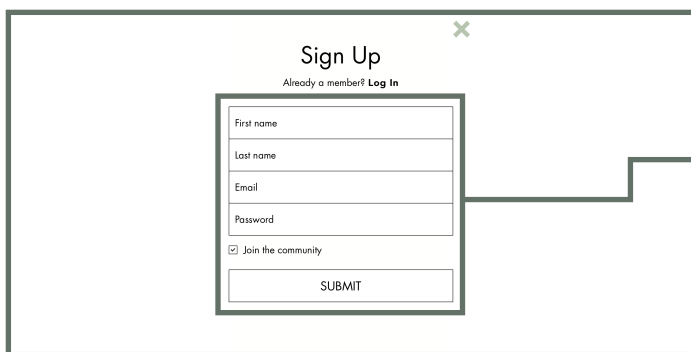 Sign Up
Already a member? Log In
First name
Last name
Email
Password
Join the community
SUBMIT